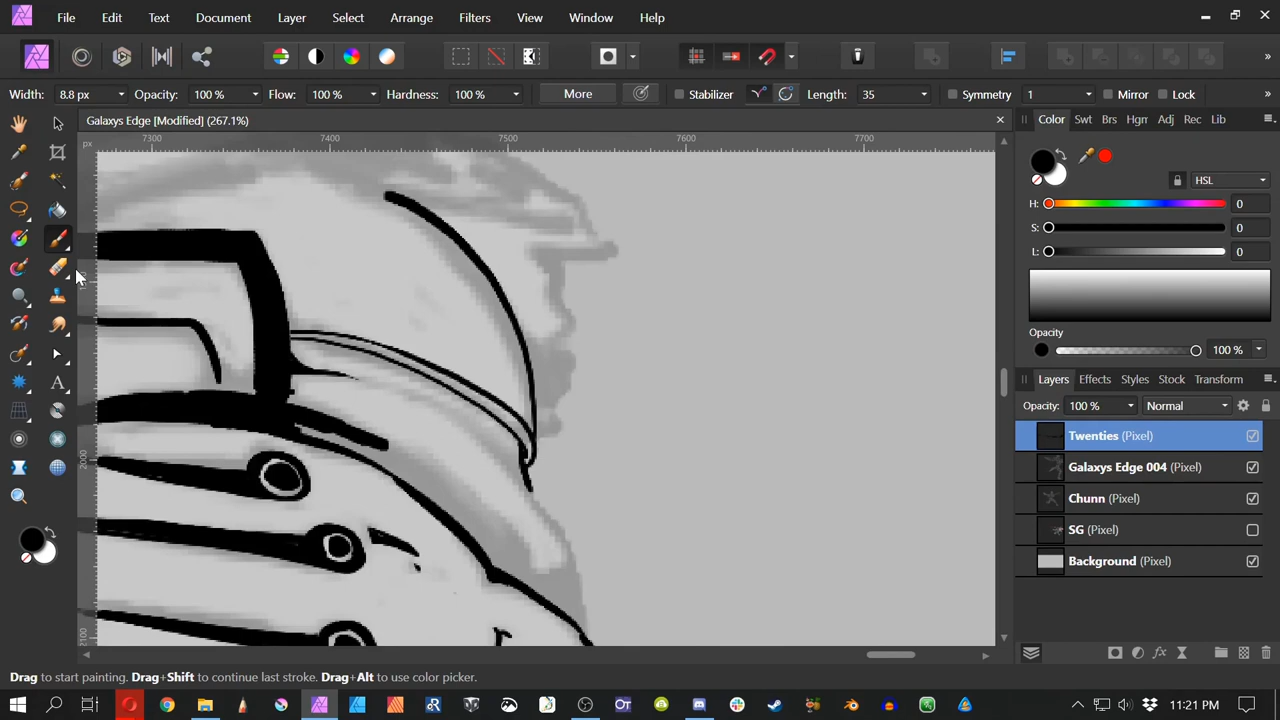 File Edit Text Document Layer Select Arrange Filters View Window Help
Width: 8.8 px Opacity: 100 % Flow: 100 % Hardness: 100 % More Stabilizer Length: 35 Symmetry 1 Mirror Lock
Galaxys Edge [Modified] (267.1%)
px 7300 7400 7500 7600 7700
2000
2100
Color Swt Brs Hgrr Adj Rec Lib
HSL
H: 0
S: 0
L: 0
Opacity
100 %
Layers Effects Styles Stock Transform
Opacity: 100 % Normal
Twenties (Pixel)
Galaxys Edge 004 (Pixel)
Chunn (Pixel)
SG (Pixel)
Background (Pixel)
Drag to start painting. Drag+Shift to continue last stroke. Drag+Alt to use color picker.
11:21 PM